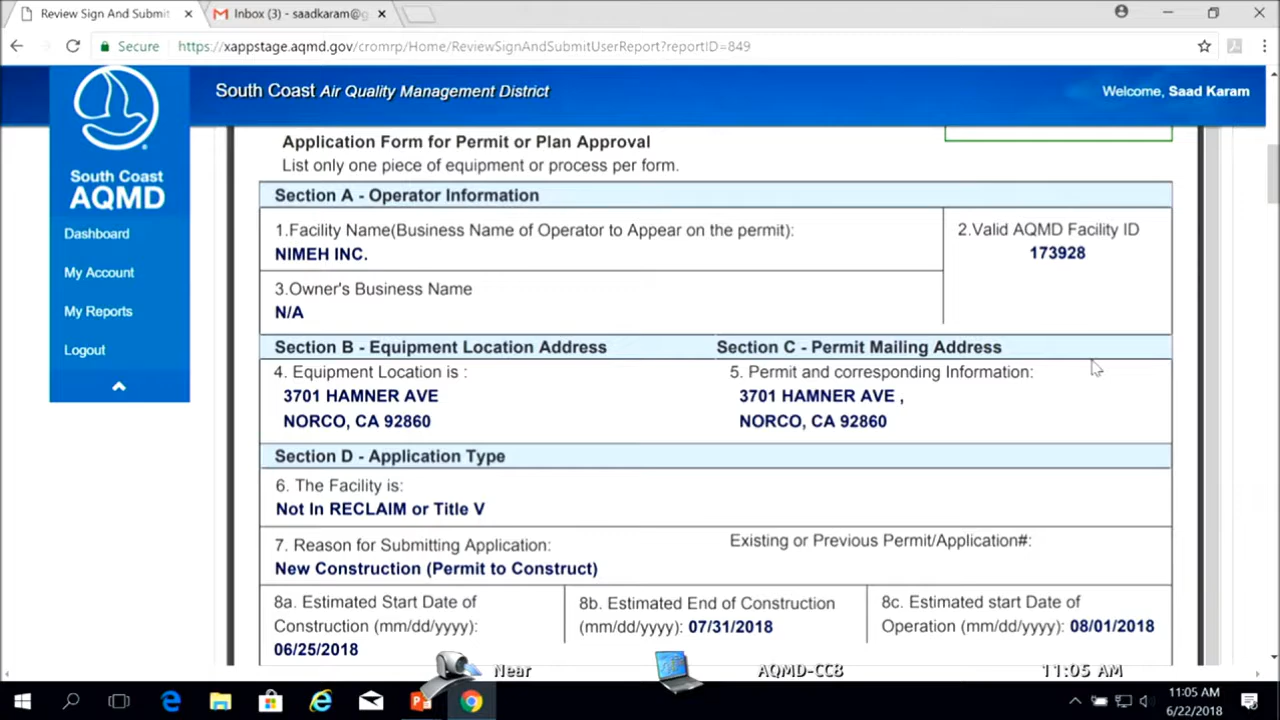 Review Sign And Submit
Inbox (3) - saadkaram@g
Secure
https://xappstage.aqmd.gov/cromrp/Home/ReviewSignAndSubmitUserReport?reportID=849
South Coast Air Quality Management District
Welcome, Saad Karam
South Coast
AQMD
Dashboard
My Account
My Reports
Logout
Application Form for Permit or Plan Approval
List only one piece of equipment or process per form.
Section A - Operator Information
1.Facility Name(Business Name of Operator to Appear on the permit):
NIMEH INC.
2.Valid AQMD Facility ID
173928
3.Owner's Business Name
N/A
Section B - Equipment Location Address
4. Equipment Location is :
3701 HAMNER AVE
NORCO, CA 92860
Section C - Permit Mailing Address
5. Permit and corresponding Information:
3701 HAMNER AVE ,
NORCO, CA 92860
Section D - Application Type
6. The Facility is:
Not In RECLAIM or Title V
7. Reason for Submitting Application:
New Construction (Permit to Construct)
Existing or Previous Permit/Application#:
8a. Estimated Start Date of
Construction (mm/dd/yyyy):
06/25/2018
8b. Estimated End of Construction
(mm/dd/yyyy): 07/31/2018
8c. Estimated start Date of
Operation (mm/dd/yyyy): 08/01/2018
Near
AQMD-CC8
11:05 AM
11:05 AM
6/22/2018